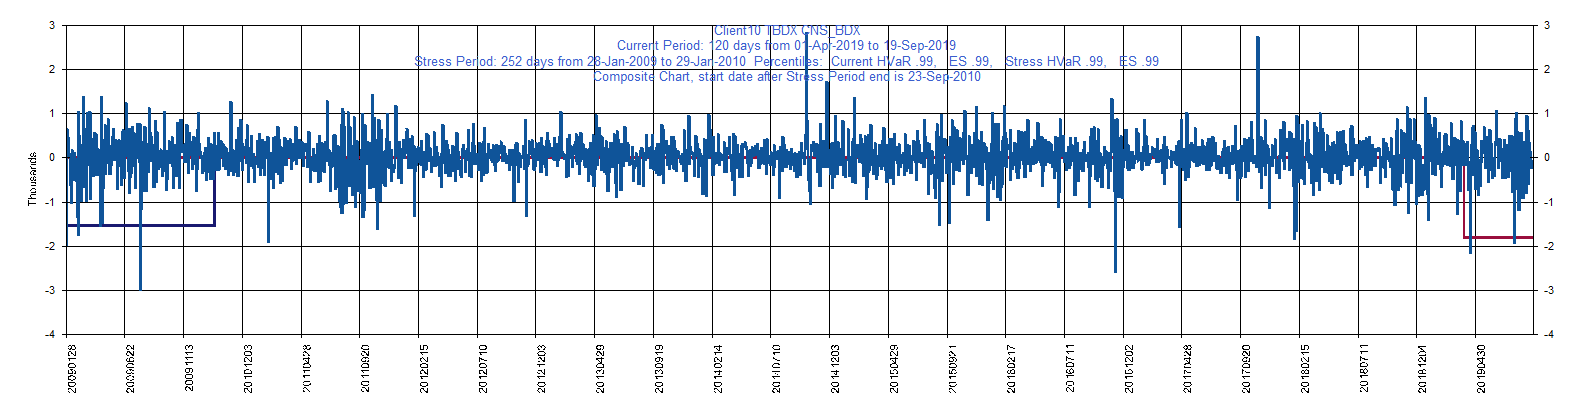 Client10 TBDX CNS_BDX
Current Period: 120 days from 01-Apr-2019 to 19-Sep-2019
Stress Period: 252 days from 28-Jan-2009 to 29-Jan-2010 Percentiles: Current HVaR .99, ES .99, Stress HVaR .99, ES .99
Composite Chart, start date after Stress Period end is 23-Sep-2010
3 3
2 2
1 1
0 0
-1 -1
-2 -2
-3 -3
-4 -4
Thousands
20090128 20090622 20091113 20101203 20110428 20110920 20120215 20120710 20121203 20130429 20130919 20140214 20140710 20141203 20150429 20150921 20160217 20160711 20161202 20170428 20170920 20180215 20180711 20181204 20190430